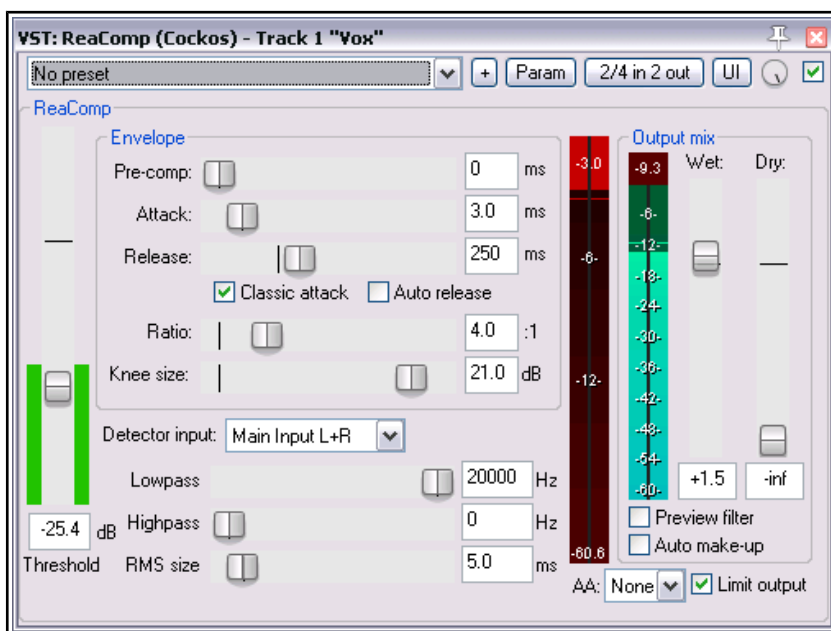 VST: ReaComp (Cockos) - Track 1 "Vox"
No preset
+
Param
2/4 in 2 out
UI
ReaComp
Envelope
Pre-comp:
0
ms
Attack:
3.0
ms
Release:
250
ms
Classic attack
Auto release
Ratio:
4.0
:1
Knee size:
21.0
dB
Detector input:
Main Input L+R
Lowpass
20000
Hz
Highpass
0
Hz
RMS size
5.0
ms
-25.4
dB
Threshold
-3.0
-6-
-12-
-60.6
Output mix
Wet:
Dry:
-9.3
-6-
-12-
-18-
-24-
-30-
-36-
-42-
-48-
-54-
-60-
+1.5
-inf
Preview filter
Auto make-up
AA:
None
Limit output